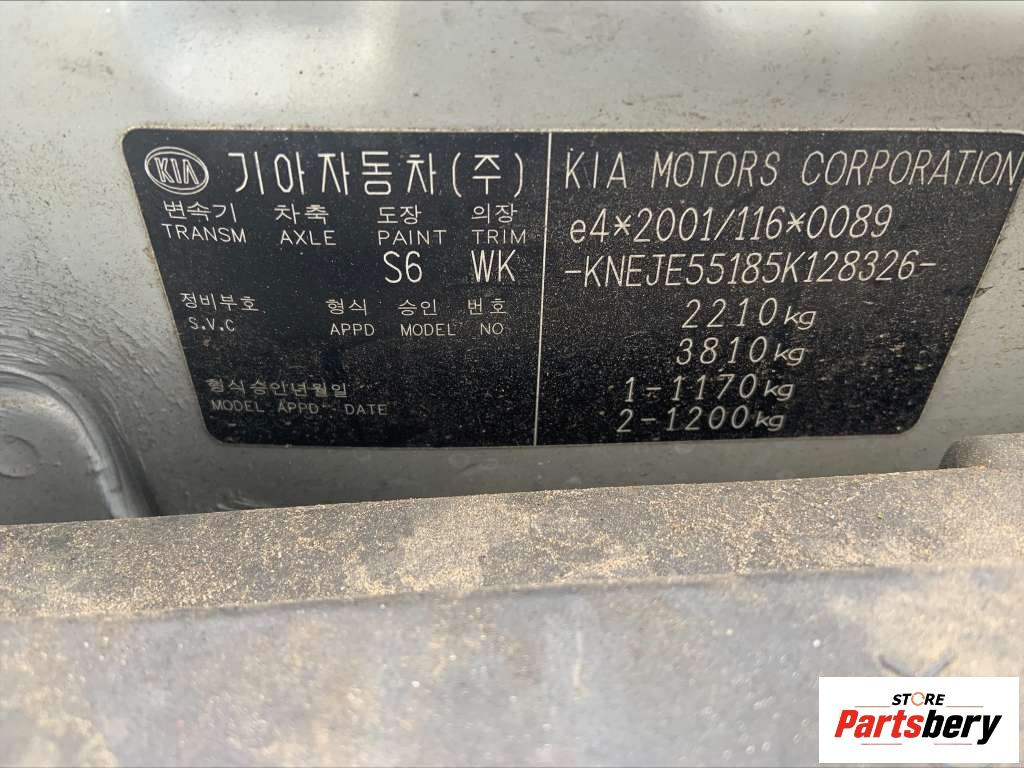 KIA 기아자동차(주)
변속기 차축 도장 의장
TRANSM AXLE PAINT TRIM
S6 WK
정비부호 형식 승인 번호
S.V.C APPD MODEL NO
형식승인년월일
MODEL APPD DATE
KIA MOTORS CORPORATION
e4*2001/116*0089
-KNEJE55185K128326-
2210kg
3810kg
1-1170kg
2-1200kg
STORE
Partsbery